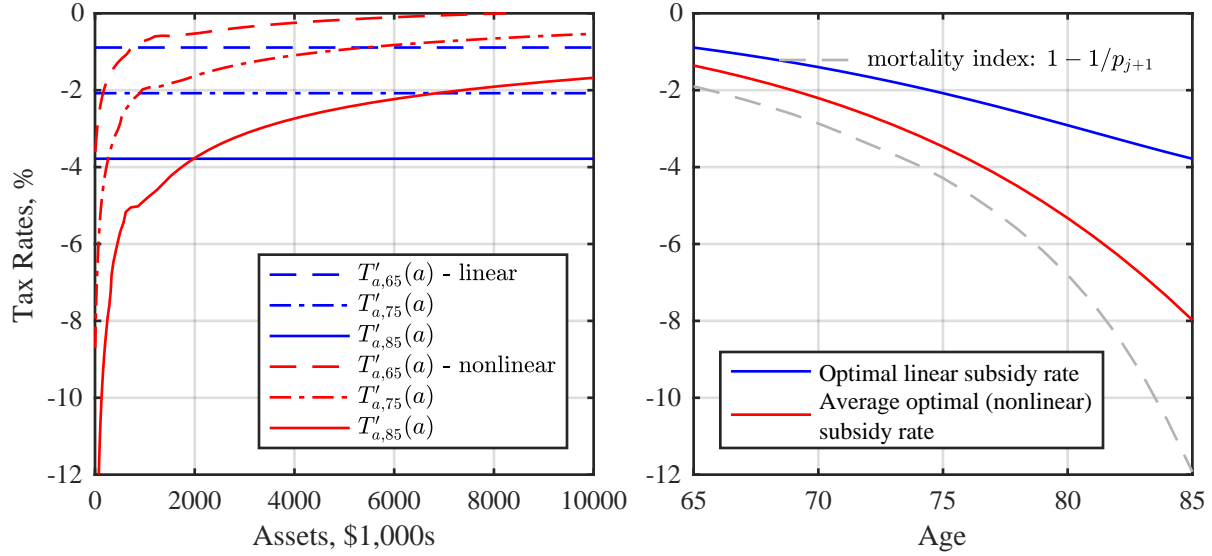 Tax Rates, %
0
-2
-4
-6
-8
-10
-12
0
2000
4000
6000
8000
10000
Assets, $1,000s
T′a,65(a) - linear
T′a,75(a)
T′a,85(a)
T′a,65(a) - nonlinear
T′a,75(a)
T′a,85(a)
0
-2
-4
-6
-8
-10
-12
65
70
75
80
85
Age
mortality index: 1 − 1/pj+1
Optimal linear subsidy rate
Average optimal (nonlinear)
subsidy rate